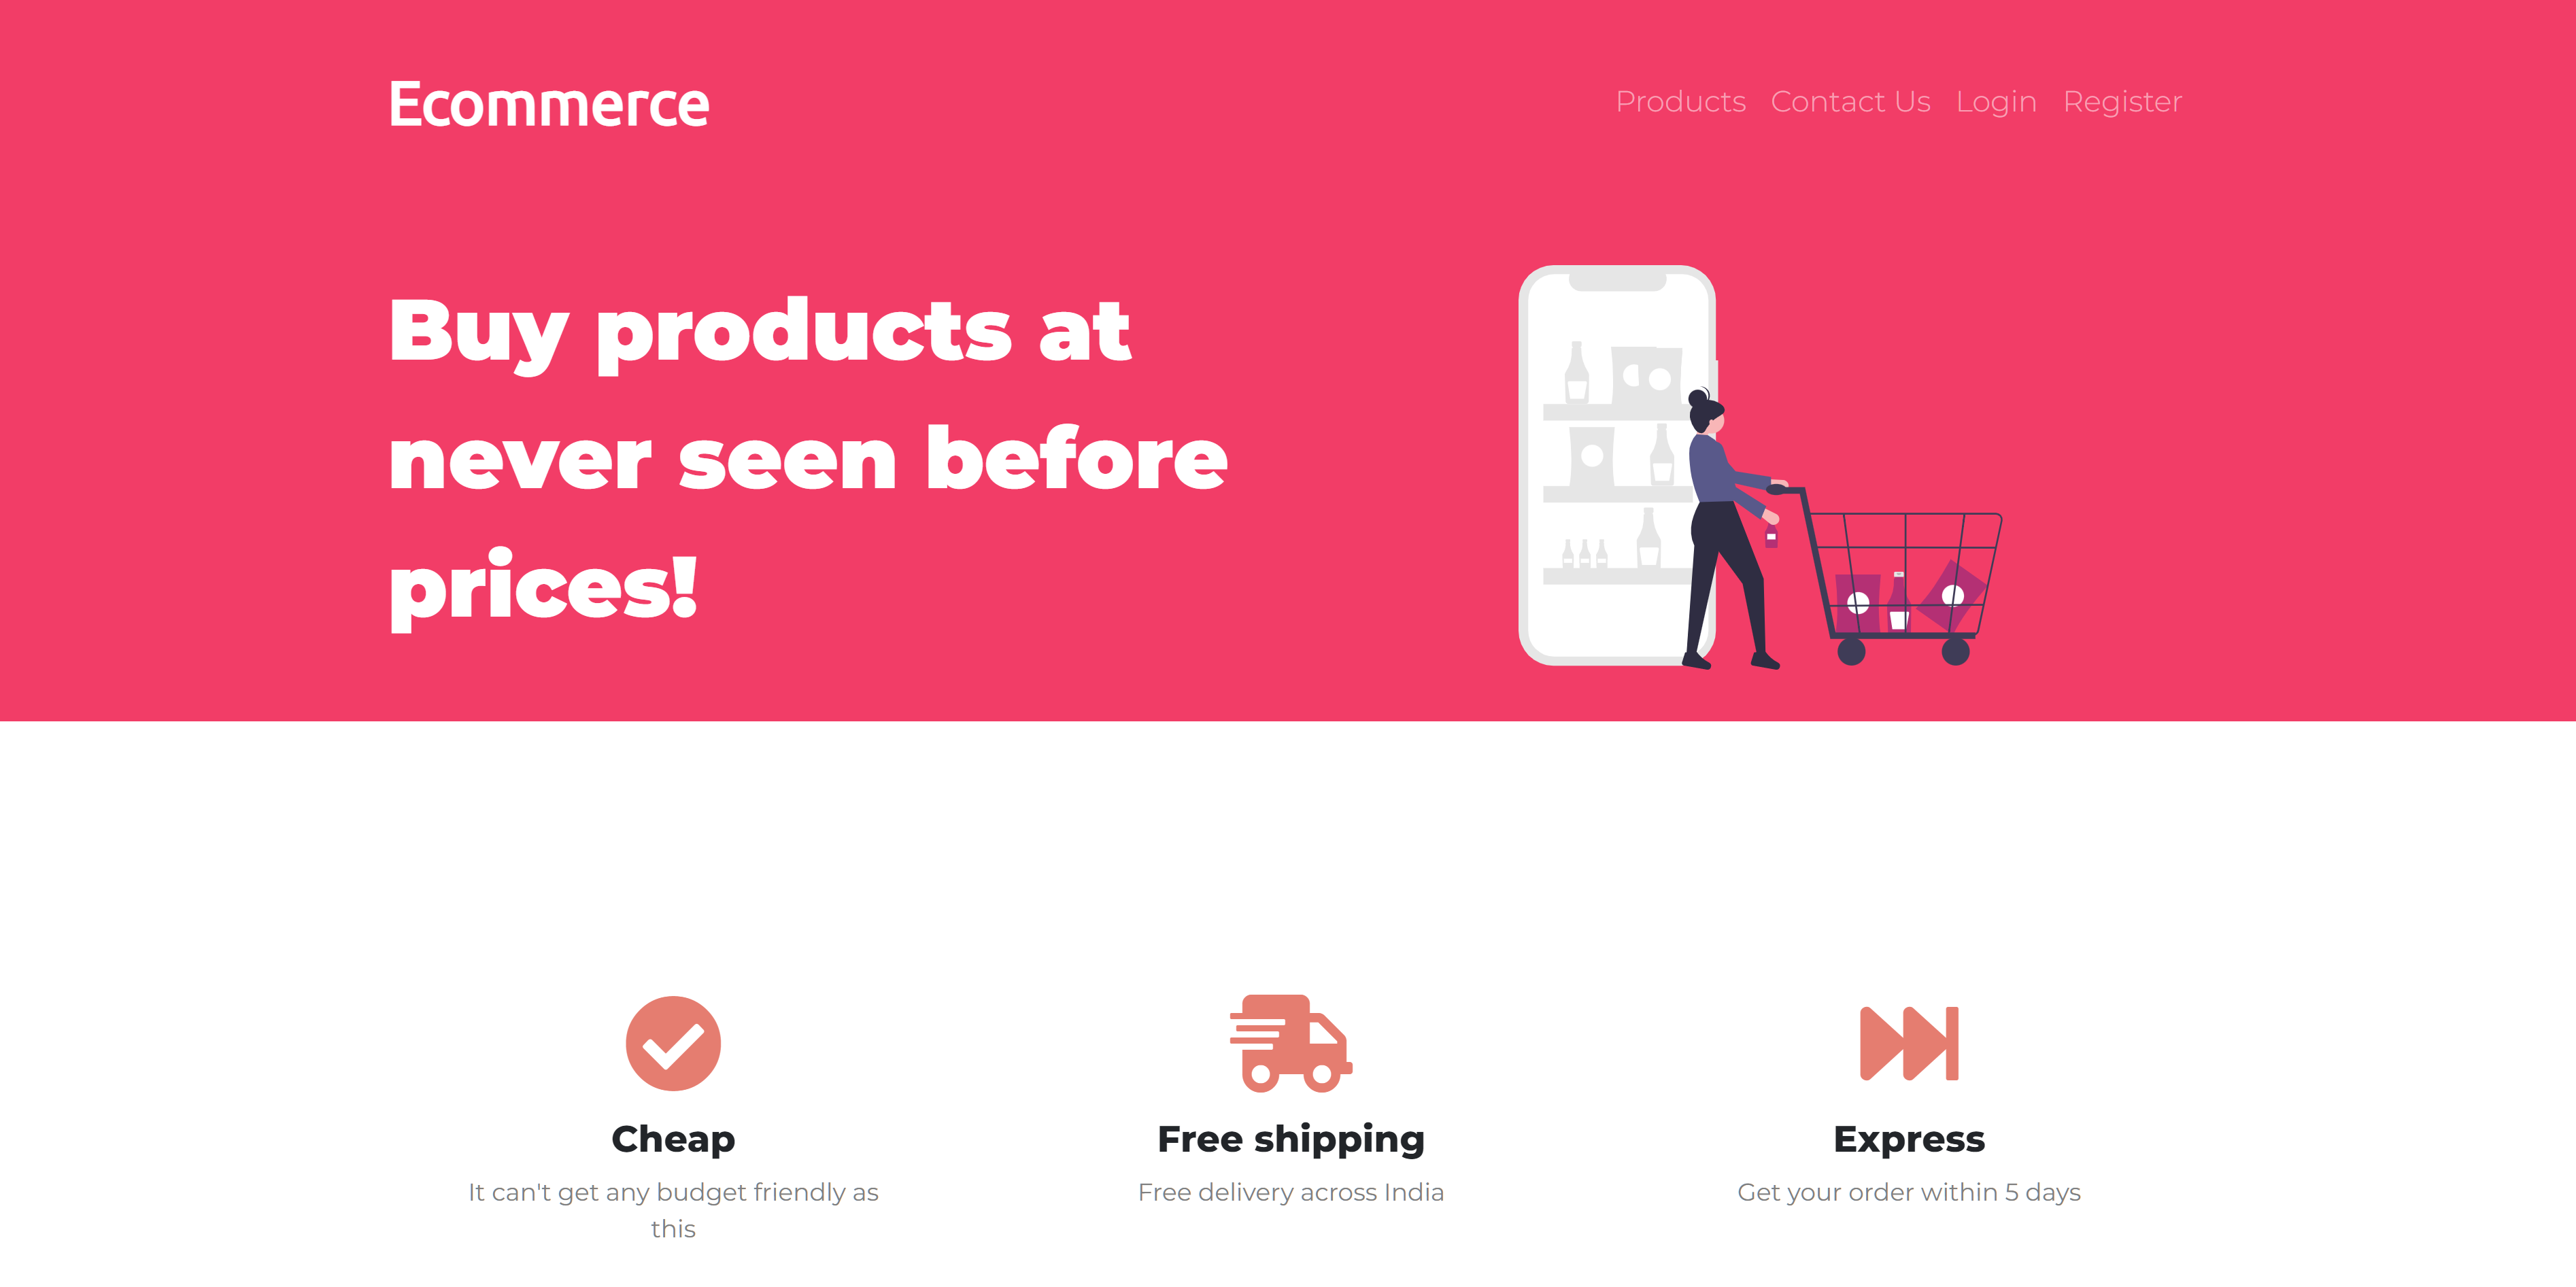 Ecommerce
Products Contact Us Login Register
Buy products at
never seen before
prices!
Cheap
It can't get any budget friendly as
this
Free shipping
Free delivery across India
Express
Get your order within 5 days